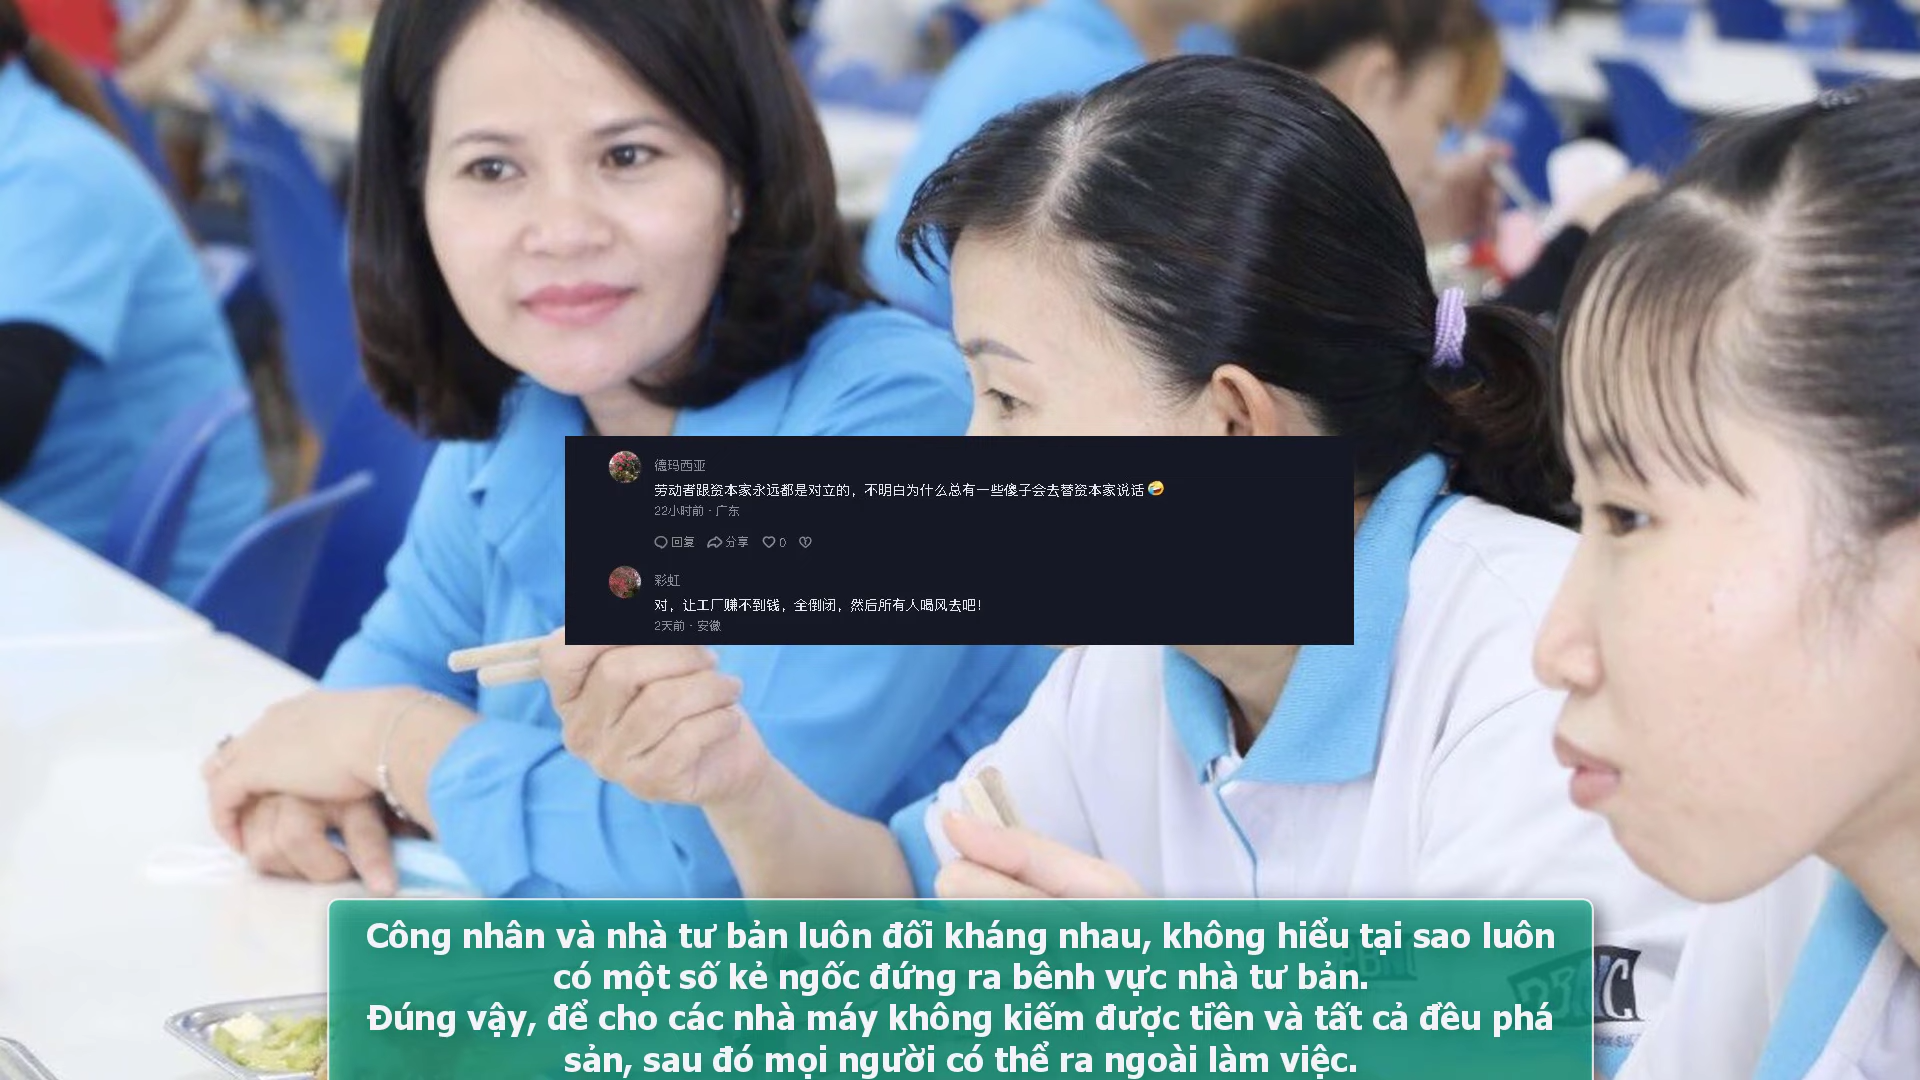 德玛西亚
劳动者跟资本家永远都是对立的，不明白为什么总有一些傻子会去替资本家说话🤣
22小时前 · 广东
回复 分享 0
彩虹
对，让工厂赚不到钱，全倒闭，然后所有人喝风去吧！
2天前 · 安徽
Công nhân và nhà tư bản luôn đối kháng nhau, không hiểu tại sao luôn
có một số kẻ ngốc đứng ra bênh vực nhà tư bản.
Đúng vậy, để cho các nhà máy không kiếm được tiền và tất cả đều phá
sản, sau đó mọi người có thể ra ngoài làm việc.